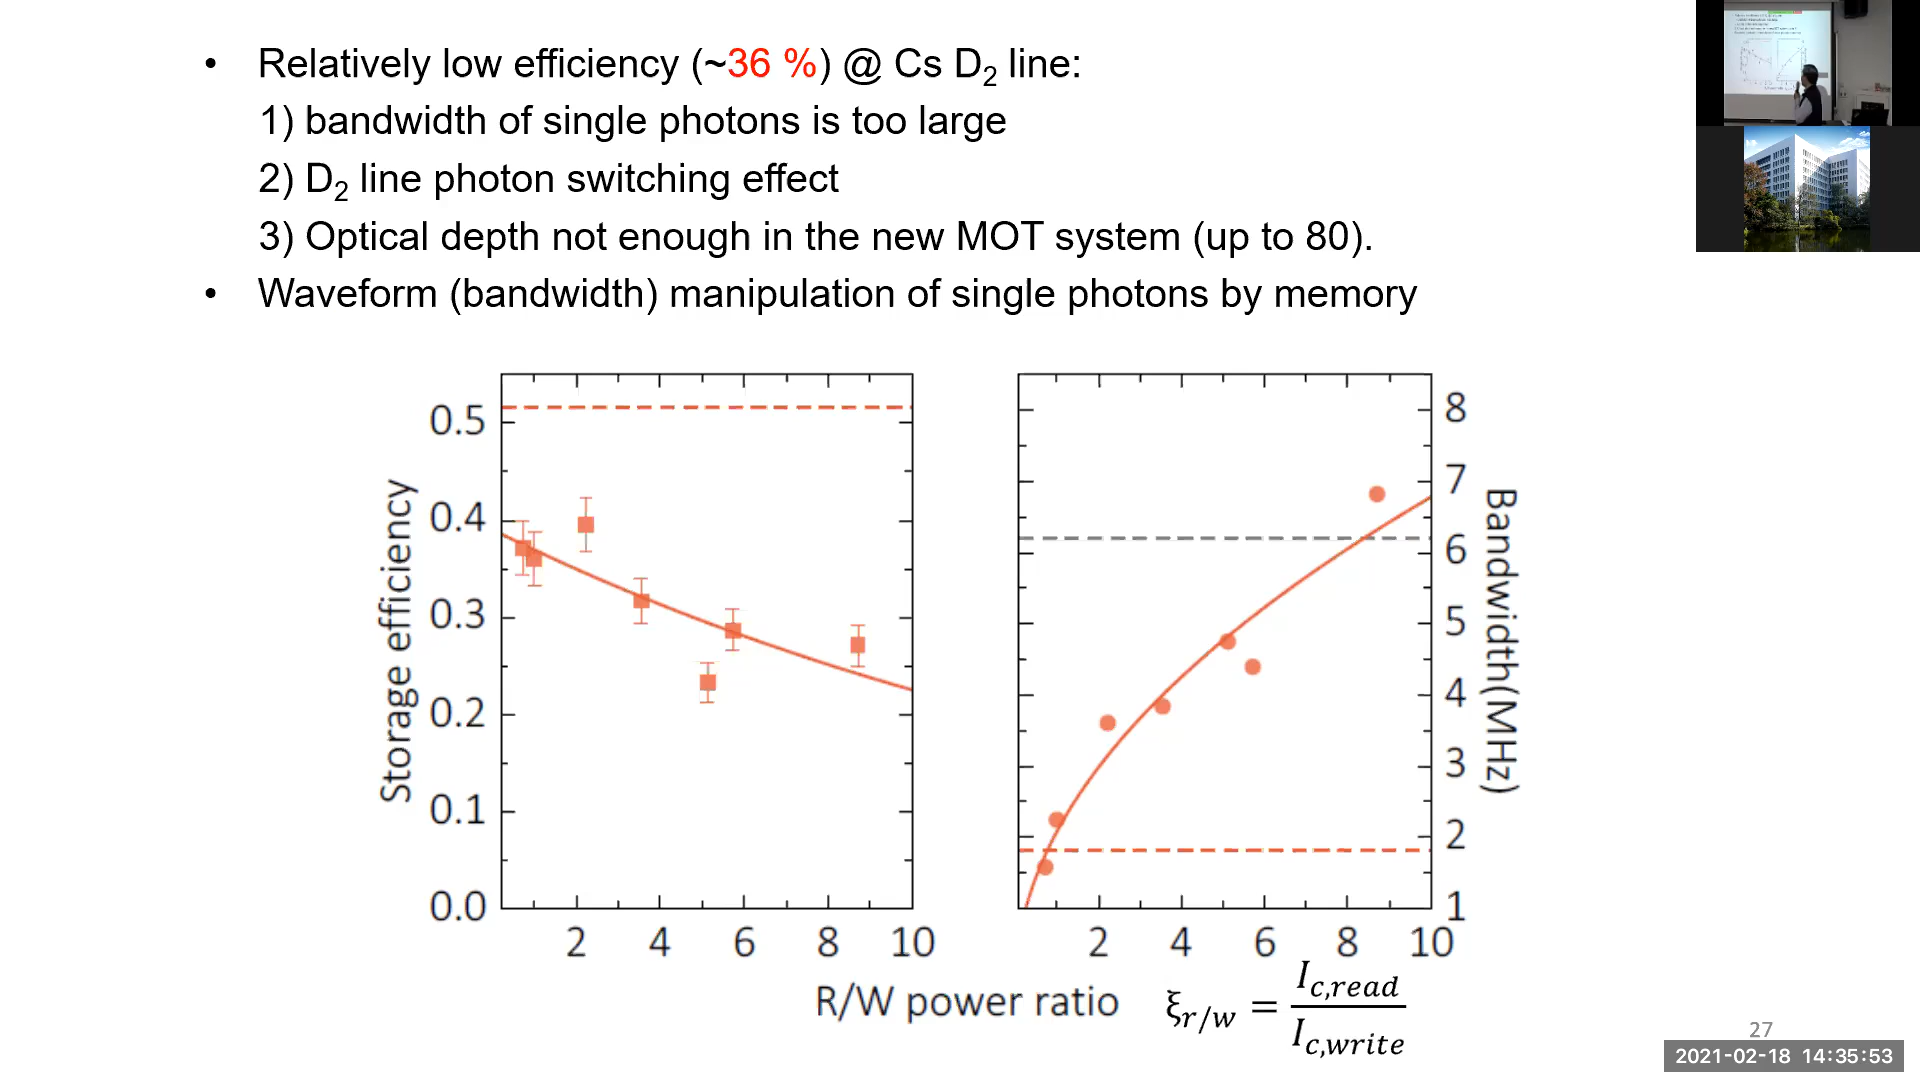 • Relatively low efficiency (~36 %) @ Cs D₂ line:
1) bandwidth of single photons is too large
2) D₂ line photon switching effect
3) Optical depth not enough in the new MOT system (up to 80).
• Waveform (bandwidth) manipulation of single photons by memory
Storage efficiency
0.5
0.4
0.3
0.2
0.1
0.0
2 4 6 8 10
8
7
6
5
4
3
2
1
Bandwidth(MHz)
2 4 6 8 10
R/W power ratio
ξr/w = Ic,read / Ic,write
27
2021-02-18 14:35:53